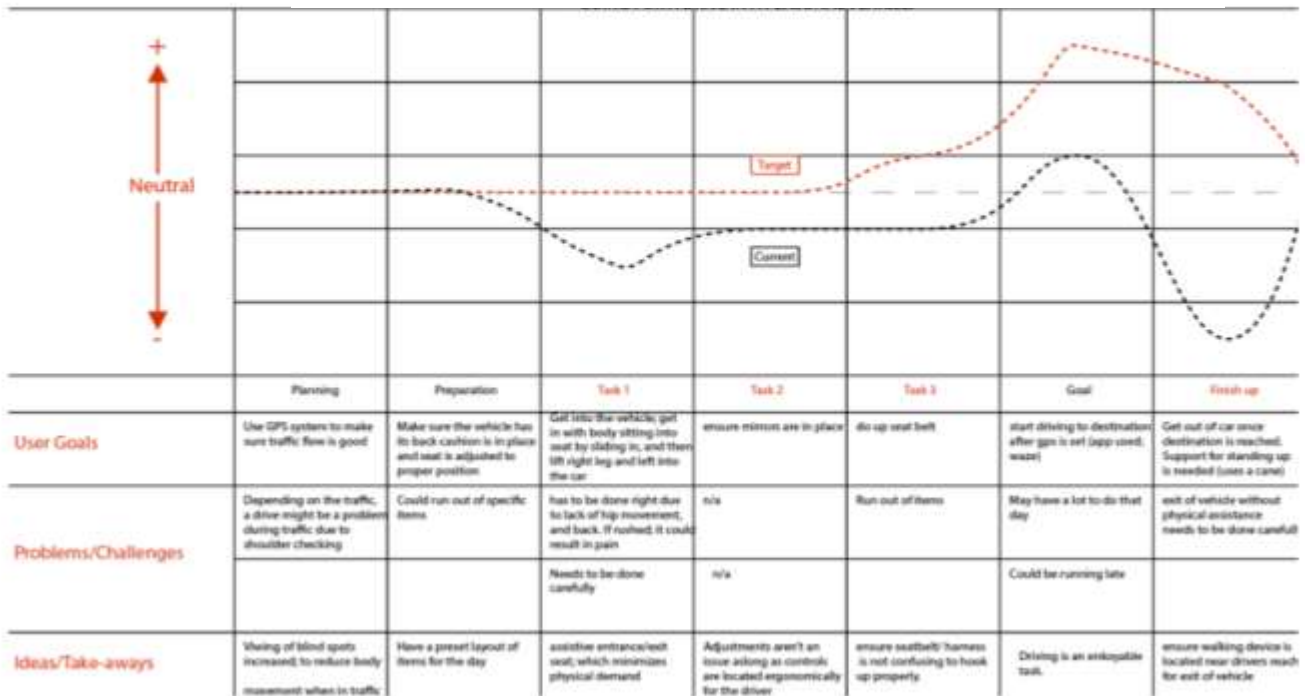 +
Neutral
-
Target
Current
Planning
Preparation
Task 1
Task 2
Task 3
Goal
Finish up
User Goals
Use GPS system to make
sure traffic flow is good
Make sure the vehicle has
its back cashion is in place
and seat is adjusted to
proper position
Get into the vehicle; get
in with body sitting into
seat by sliding in, and then
lift right leg and left into
the car
ensure mirrors are in place
do up seat belt
start driving to destination
after gps is set (app used;
waze)
Get out of car once
destination is reached;
Support for standing up
is needed (uses a cane)
Problems/Challenges
Depending on the traffic,
a drive might be a problem
during traffic due to
shoulder checking
Could run out of specific
items
has to be done right due
to lack of hip movement,
and back. If rushed; it could
result in pain
n/a
Run out of items
May have a lot to do that
day
exit of vehicle without
physical assistance
needs to be done carefull
Needs to be done
carefully
n/a
Could be running late
Ideas/Take-aways
Viwing of blind spots
increased; to reduce body
movement when in traffic
Have a preset layout of
items for the day
assistive entrance/exit
seat; which minimizes
physical demand
Adjustments aren't an
issue aslong as controls
are located ergonomically
for the driver
ensure seatbelt/ harness
is not confusing to hook
up properly.
Driving is an enkoyable
task.
ensure walking device is
located near drivers reach
for exit of vehicle